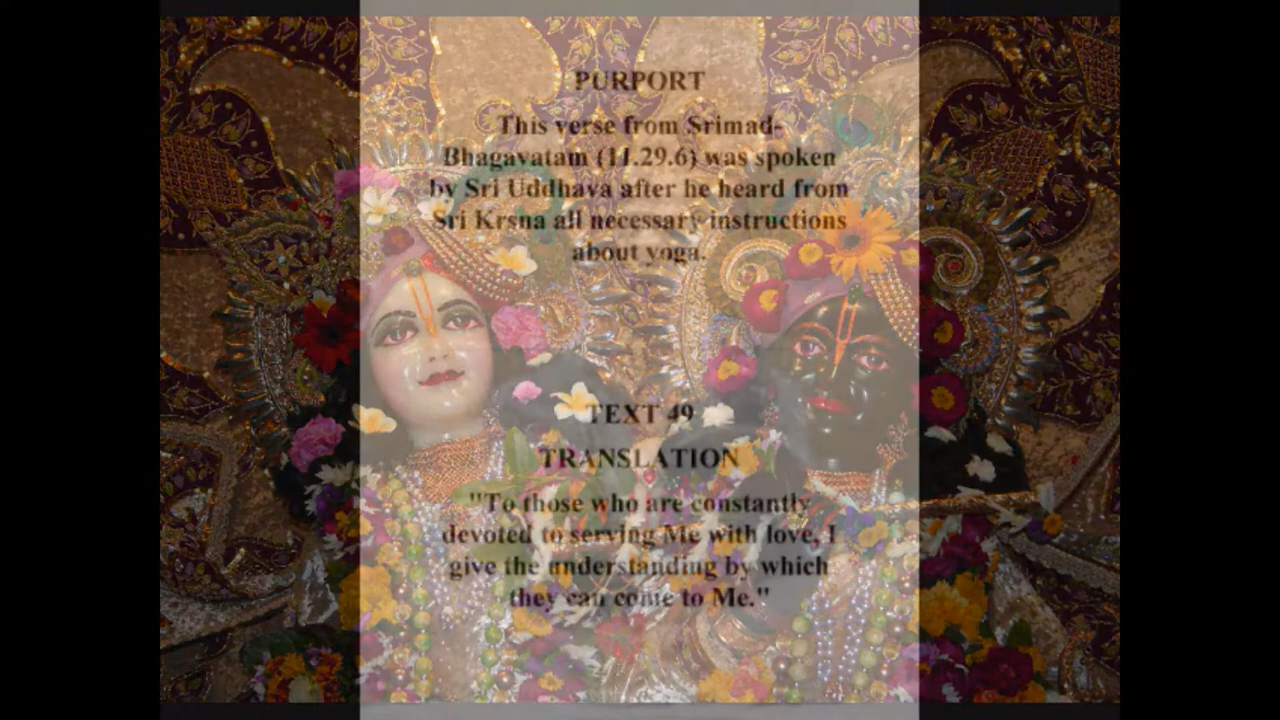 PURPORT
This verse from Srimad-
Bhagavatam (11.29.6) was spoken
by Sri Uddhava after he heard from
Sri Krsna all necessary instructions
about yoga.
TEXT 49
TRANSLATION
"To those who are constantly
devoted to serving Me with love, I
give the understanding by which
they can come to Me."